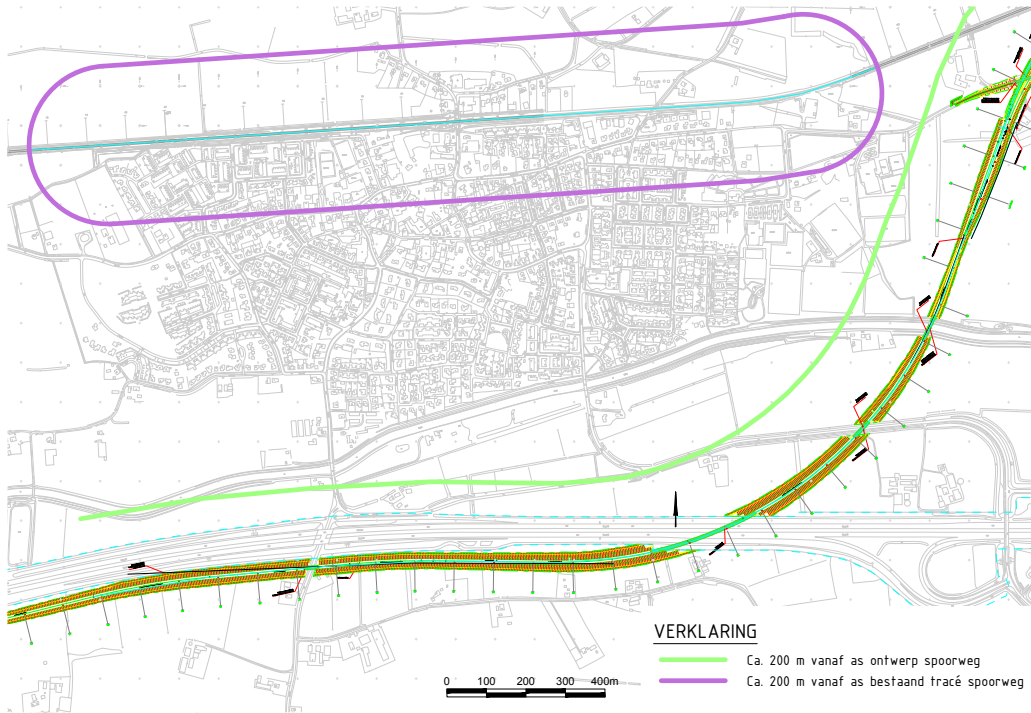 VERKLARING
Ca. 200 m vanaf as ontwerp spoorweg
Ca. 200 m vanaf as bestaand tracé spoorweg
0 100 200 300 400m